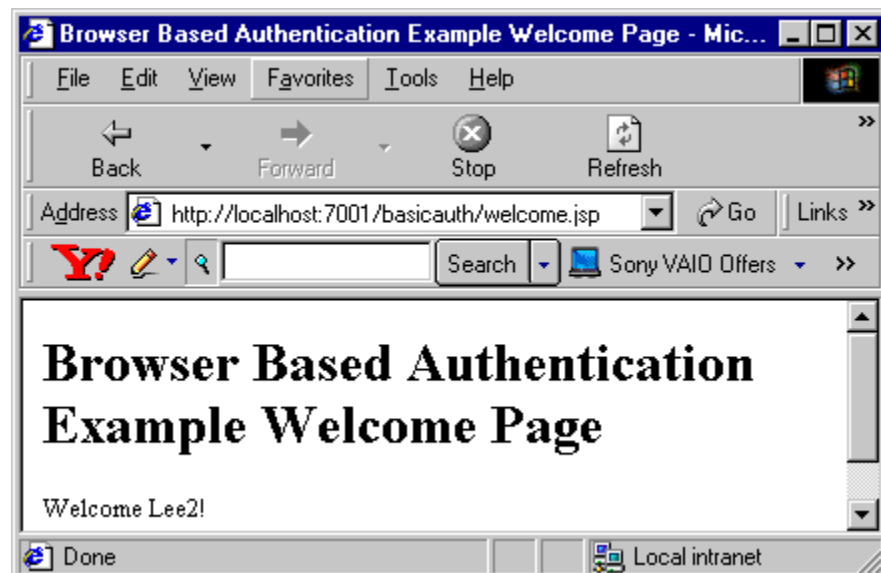 Browser Based Authentication Example Welcome Page - Mic...
File Edit View Favorites Tools Help
Back Forward Stop Refresh »
Address http://localhost:7001/basicauth/welcome.jsp Go Links »
Y! Search Sony VAIO Offers »
Browser Based Authentication
Example Welcome Page
Welcome Lee2!
Done Local intranet